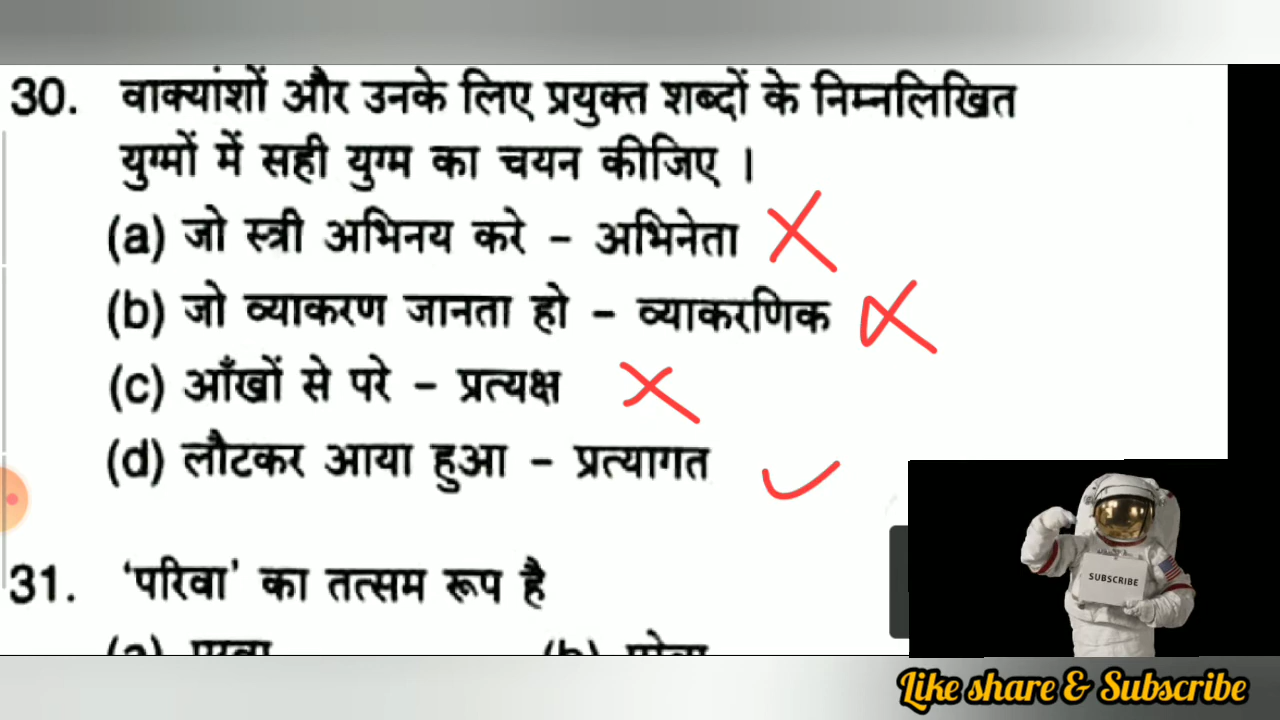 30. वाक्यांशों और उनके लिए प्रयुक्त शब्दों के निम्नलिखित
युग्मों में सही युग्म का चयन कीजिए ।
(a) जो स्त्री अभिनय करे – अभिनेता
(b) जो व्याकरण जानता हो – व्याकरणिक
(c) आँखों से परे – प्रत्यक्ष
(d) लौटकर आया हुआ – प्रत्यागत
31. 'परिवा' का तत्सम रूप है
(a)
(b)
SUBSCRIBE
Like share & Subscribe